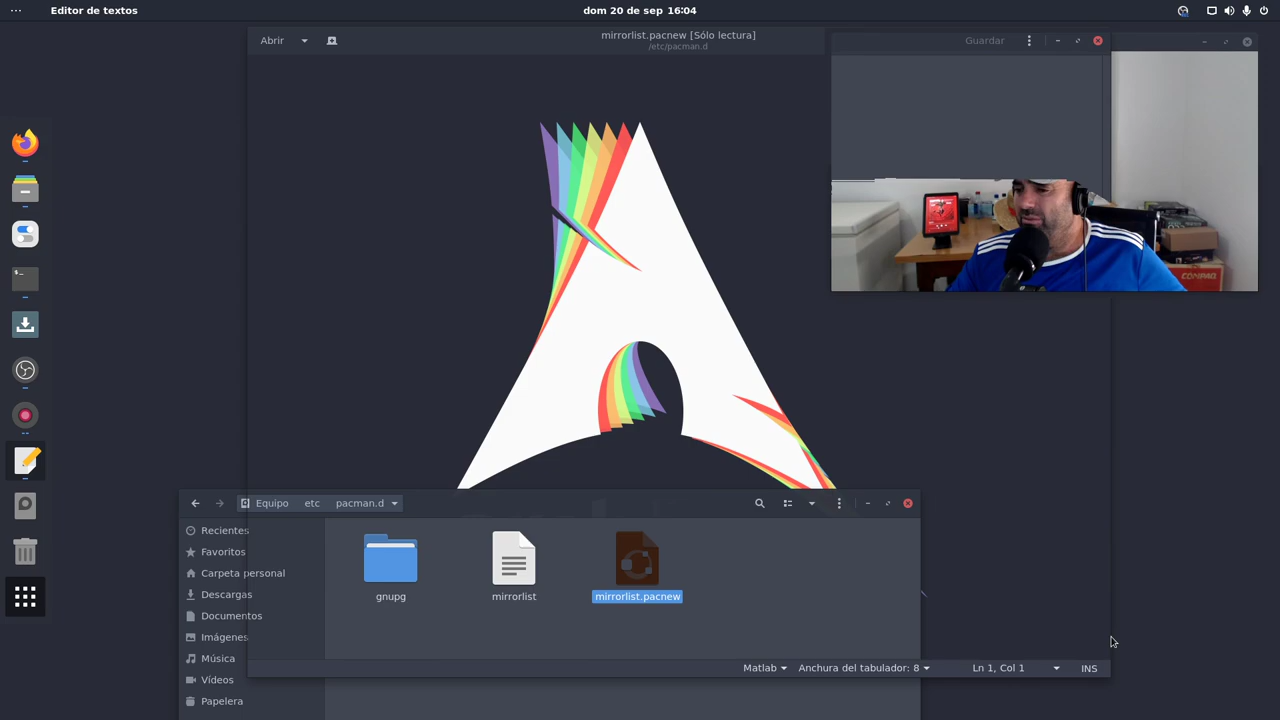 Editor de textos
dom 20 de sep 16:04
Abrir
mirrorlist.pacnew [Sólo lectura]
/etc/pacman.d
Guardar
COMPAQ
Equipo etc pacman.d
Recientes
Favoritos
Carpeta personal
Descargas
Documentos
Imágenes
Música
Vídeos
Papelera
gnupg
mirrorlist
mirrorlist.pacnew
Matlab
Anchura del tabulador: 8
Ln 1, Col 1
INS